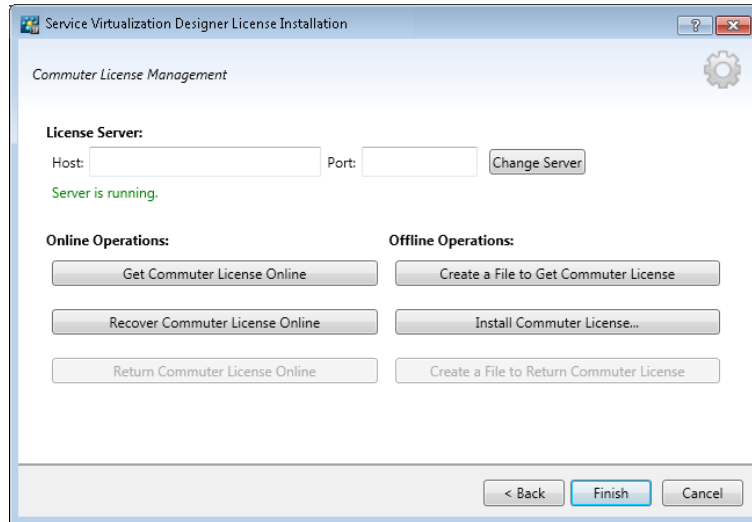 Service Virtualization Designer License Installation
?
Commuter License Management
License Server:
Host: Port: Change Server
Server is running.
Online Operations: Offline Operations:
Get Commuter License Online Create a File to Get Commuter License
Recover Commuter License Online Install Commuter License...
Return Commuter License Online Create a File to Return Commuter License
< Back Finish Cancel